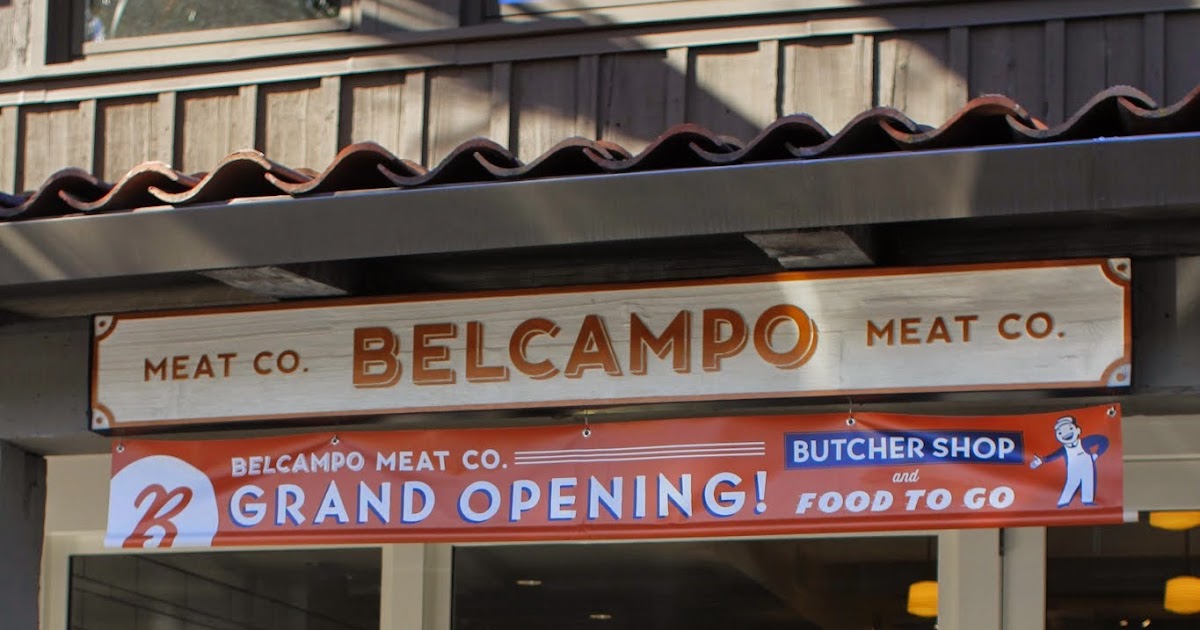 MEAT CO. BELCAMPO MEAT CO.
BELCAMPO MEAT CO.
GRAND OPENING!
BUTCHER SHOP
and
FOOD TO GO
B